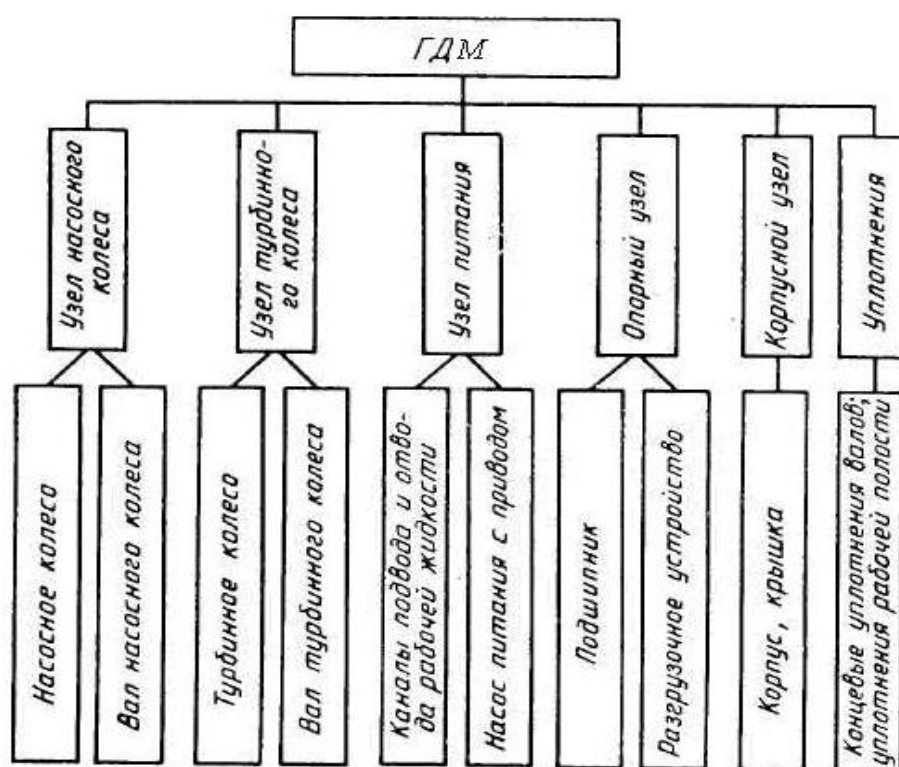 ГДМ
Узел насоского
колеса
Узел турбинно-
го колеса
Узел питания
Опорный узел
Корпусной узел
Уплотнения
Насосное колесо
Вал насосного колеса
Турбинное колесо
Вал турбинного колеса
Каналы подвода и отво-
да рабочей жидкости
Насос питания с приводом
Подшипник
Разгрузочное устройство
Корпус, крышка
Концевые уплотнения валов;
уплотнения рабочей полости